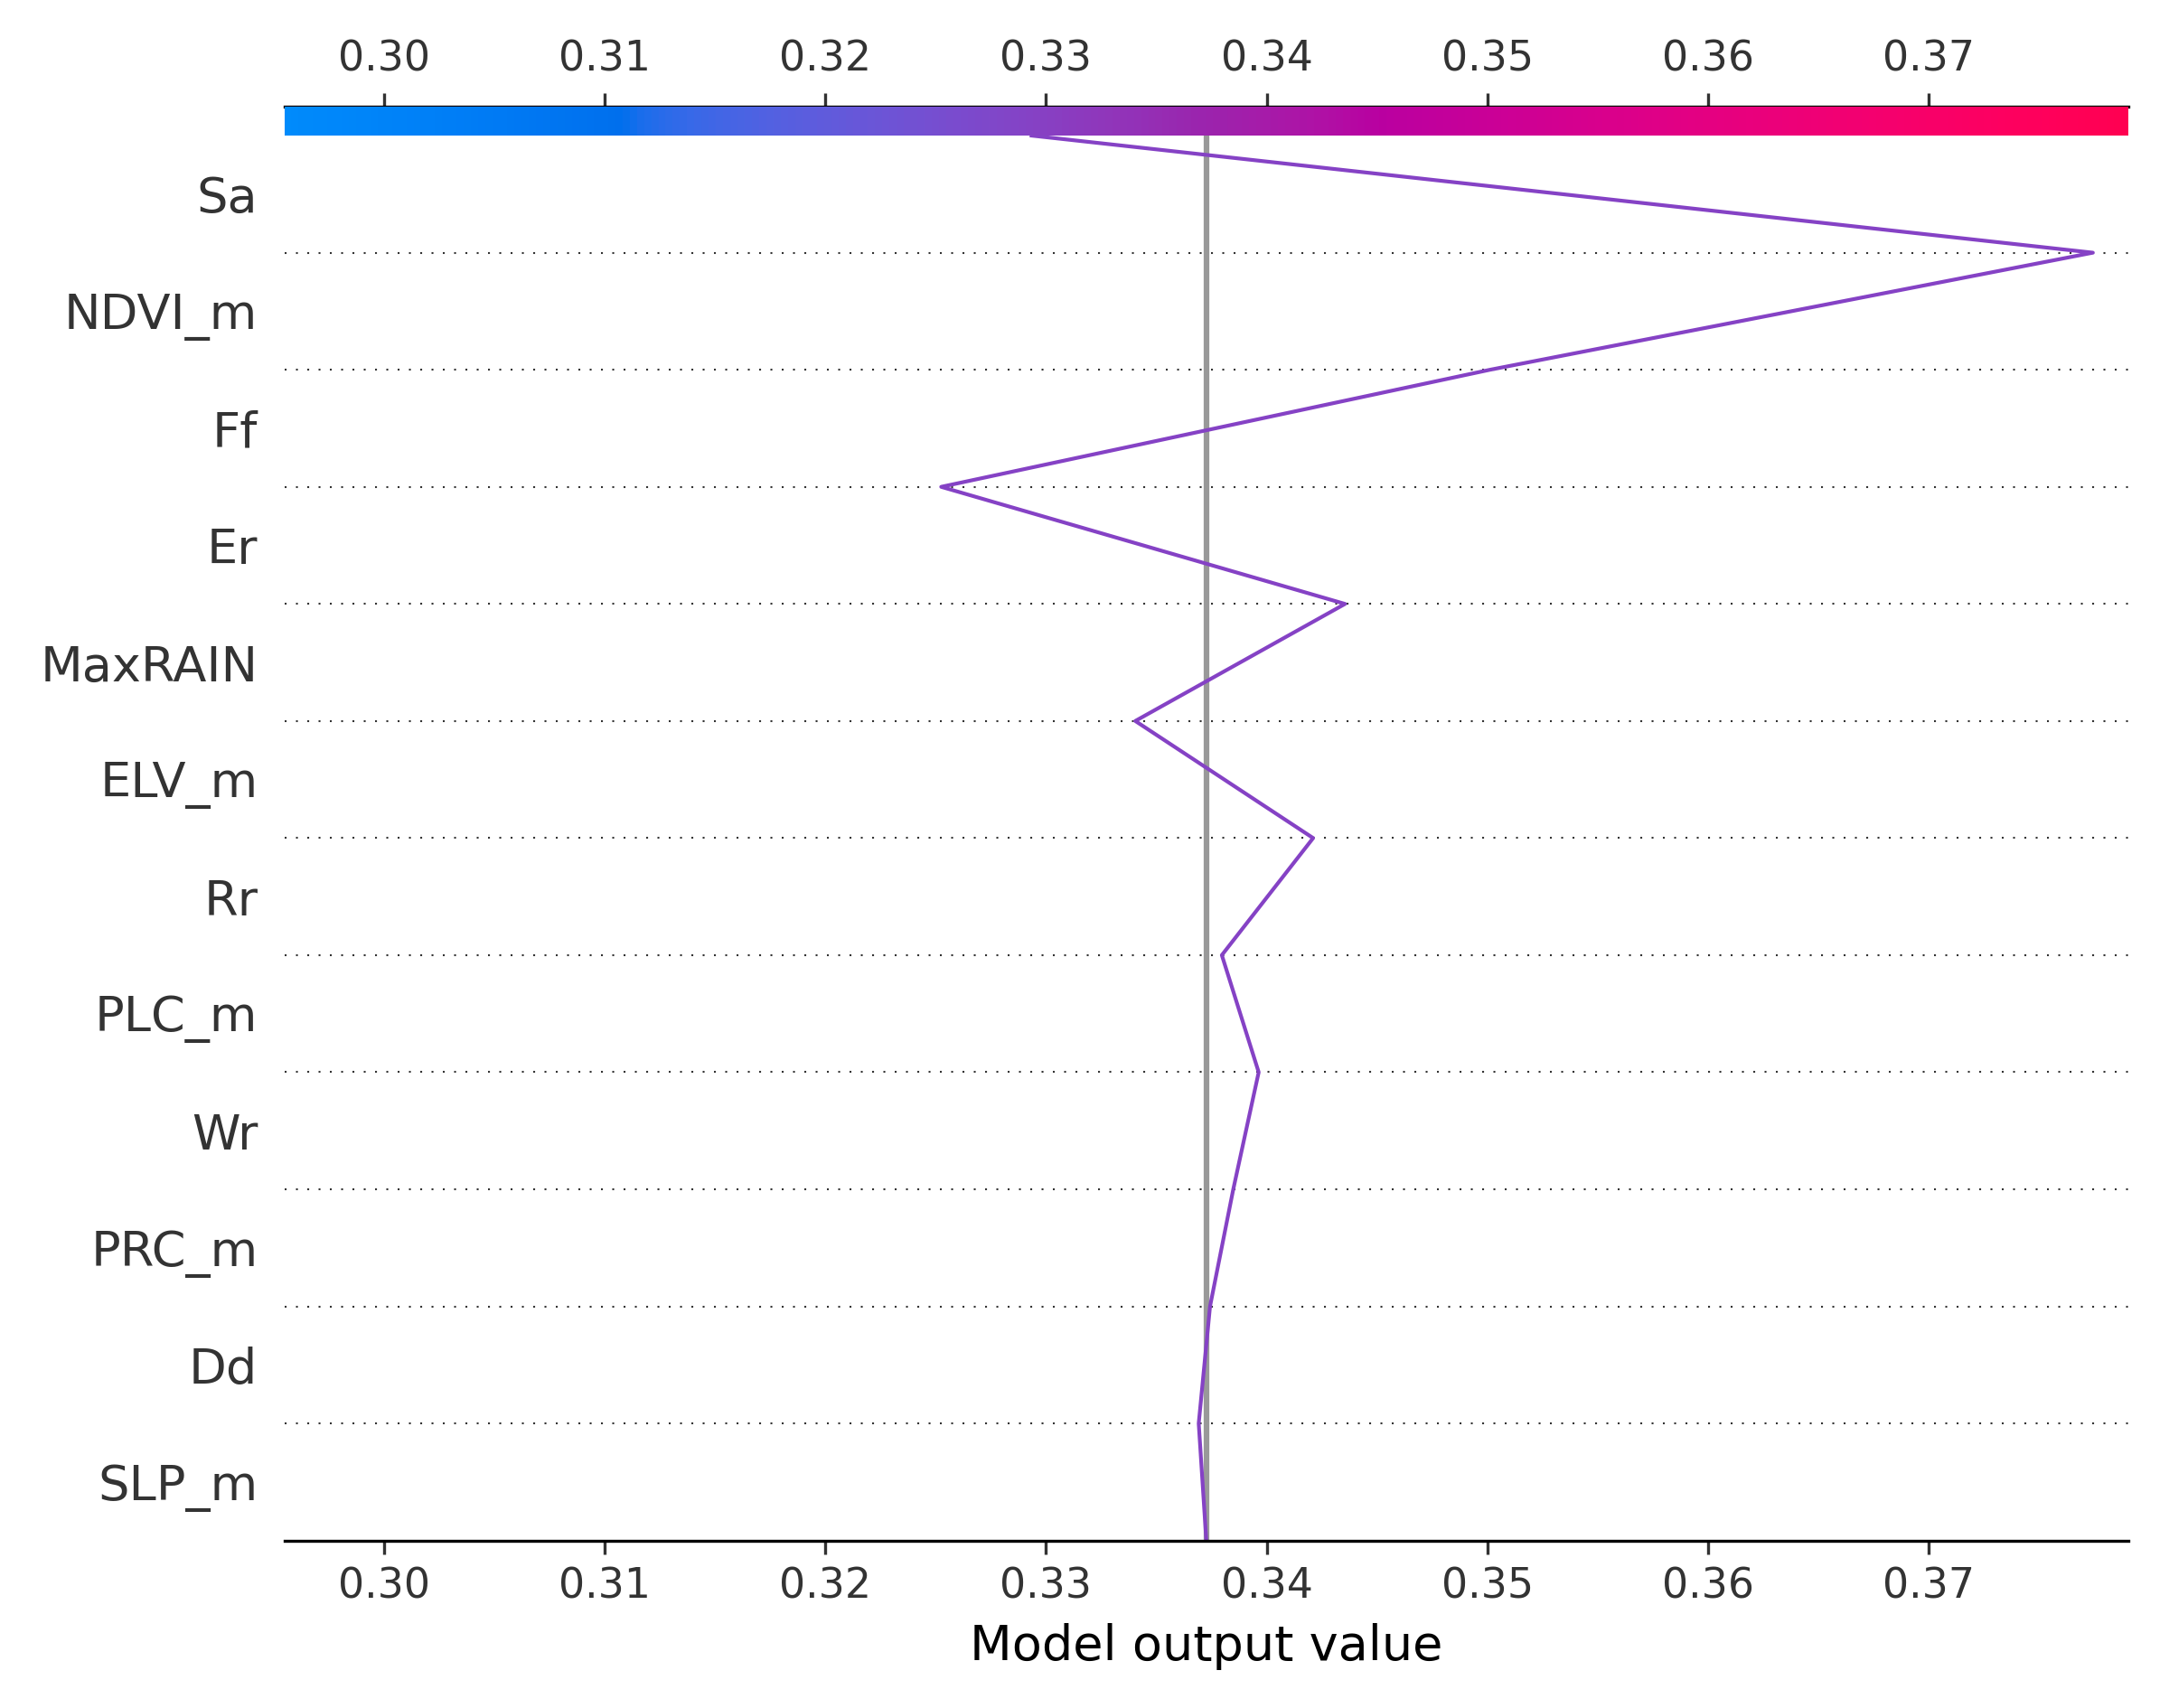 0.30 0.31 0.32 0.33 0.34 0.35 0.36 0.37
Sa
NDVI_m
Ff
Er
MaxRAIN
ELV_m
Rr
PLC_m
Wr
PRC_m
Dd
SLP_m
0.30 0.31 0.32 0.33 0.34 0.35 0.36 0.37
Model output value